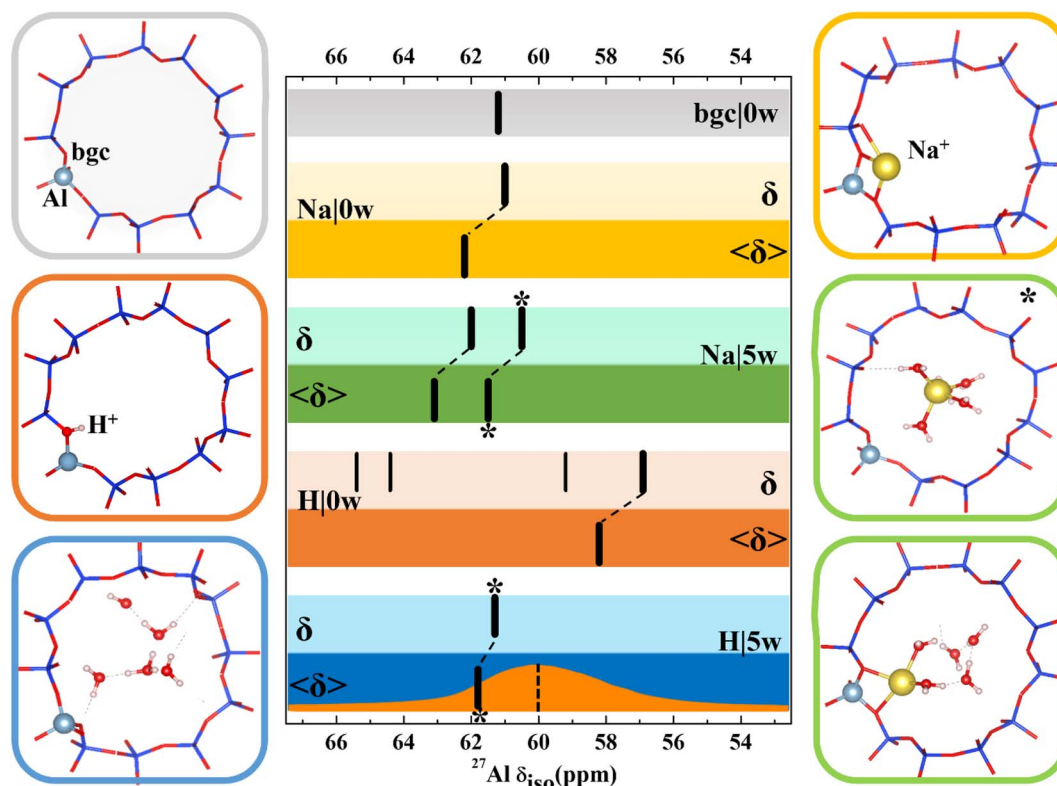 66 64 62 60 58 56 54
bgc
Al
bgc|0w
Na⁺
Na|0w
δ
<δ>
*
*
δ
Na|5w
<δ>
*
H⁺
H|0w
δ
<δ>
*
δ
H|5w
<δ>
*
66 64 62 60 58 56 54
²⁷Al δiso(ppm)